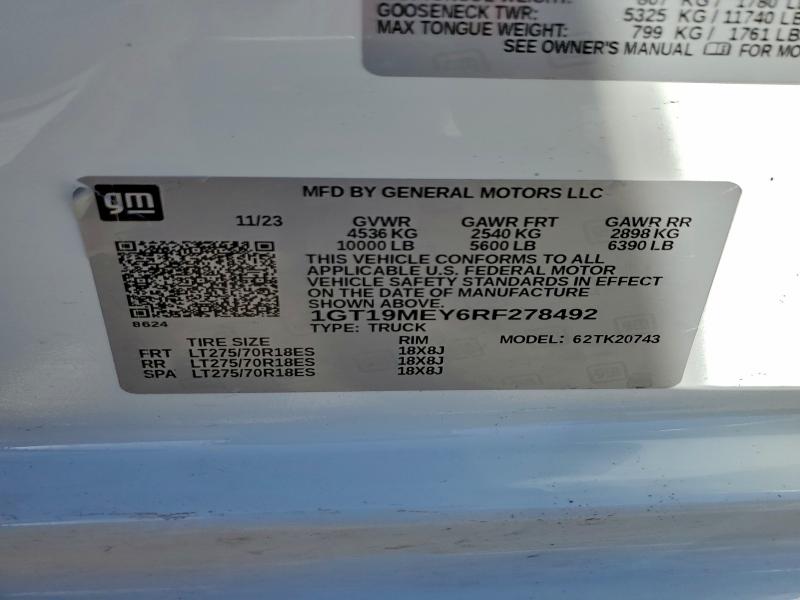 807 KG / 1780 LB
GOOSENECK TWR: 5325 KG / 11740 LB
MAX TONGUE WEIGHT: 799 KG / 1761 LBS
SEE OWNER'S MANUAL FOR MO
gm
MFD BY GENERAL MOTORS LLC
11/23 GVWR GAWR FRT GAWR RR
4536 KG 2540 KG 2898 KG
10000 LB 5600 LB 6390 LB
THIS VEHICLE CONFORMS TO ALL
APPLICABLE U.S. FEDERAL MOTOR
VEHICLE SAFETY STANDARDS IN EFFECT
ON THE DATE OF MANUFACTURE
SHOWN ABOVE.
1GT19MEY6RF278492
8624
TYPE: TRUCK
TIRE SIZE RIM MODEL: 62TK20743
FRT LT275/70R18ES 18X8J
RR LT275/70R18ES 18X8J
SPA LT275/70R18ES 18X8J